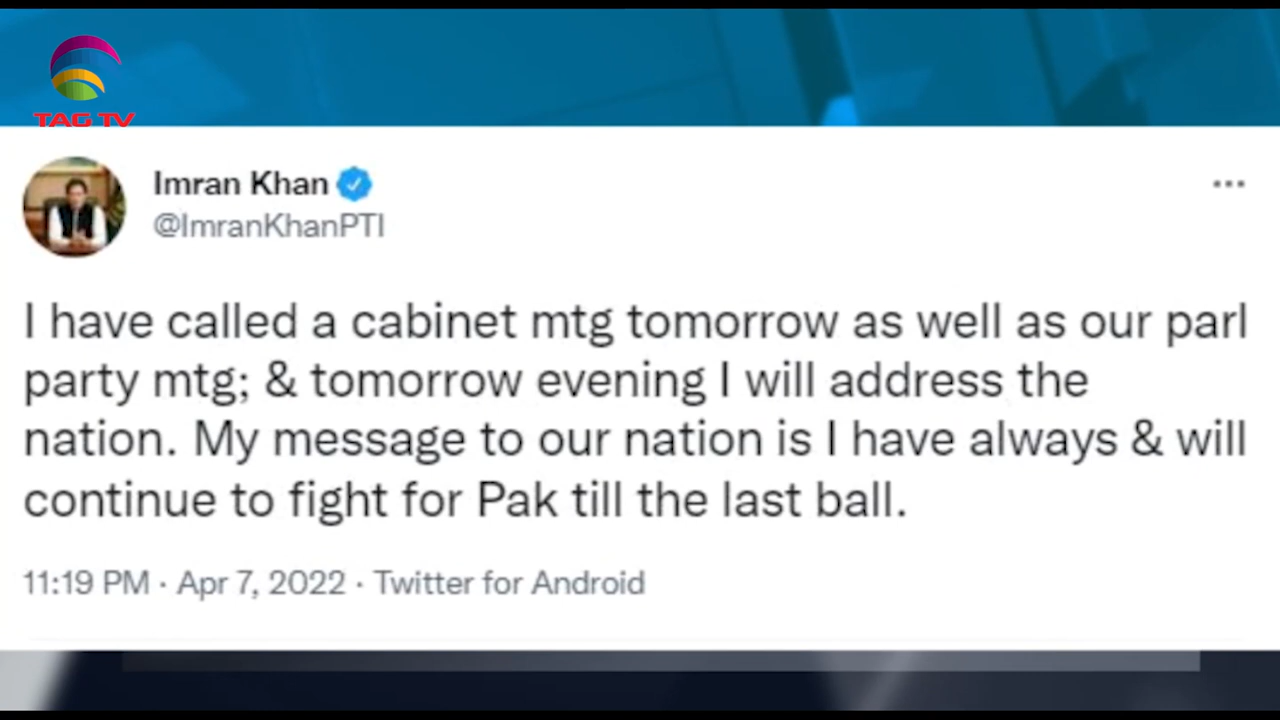 TAG TV
Imran Khan
@ImranKhanPTI
I have called a cabinet mtg tomorrow as well as our parl
party mtg; & tomorrow evening I will address the
nation. My message to our nation is I have always & will
continue to fight for Pak till the last ball.
11:19 PM · Apr 7, 2022 · Twitter for Android